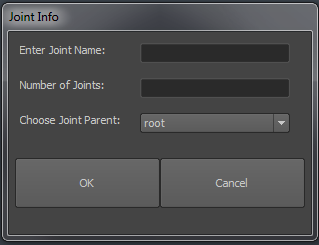 Joint Info
Enter Joint Name:
Number of Joints:
Choose Joint Parent: root
OK Cancel